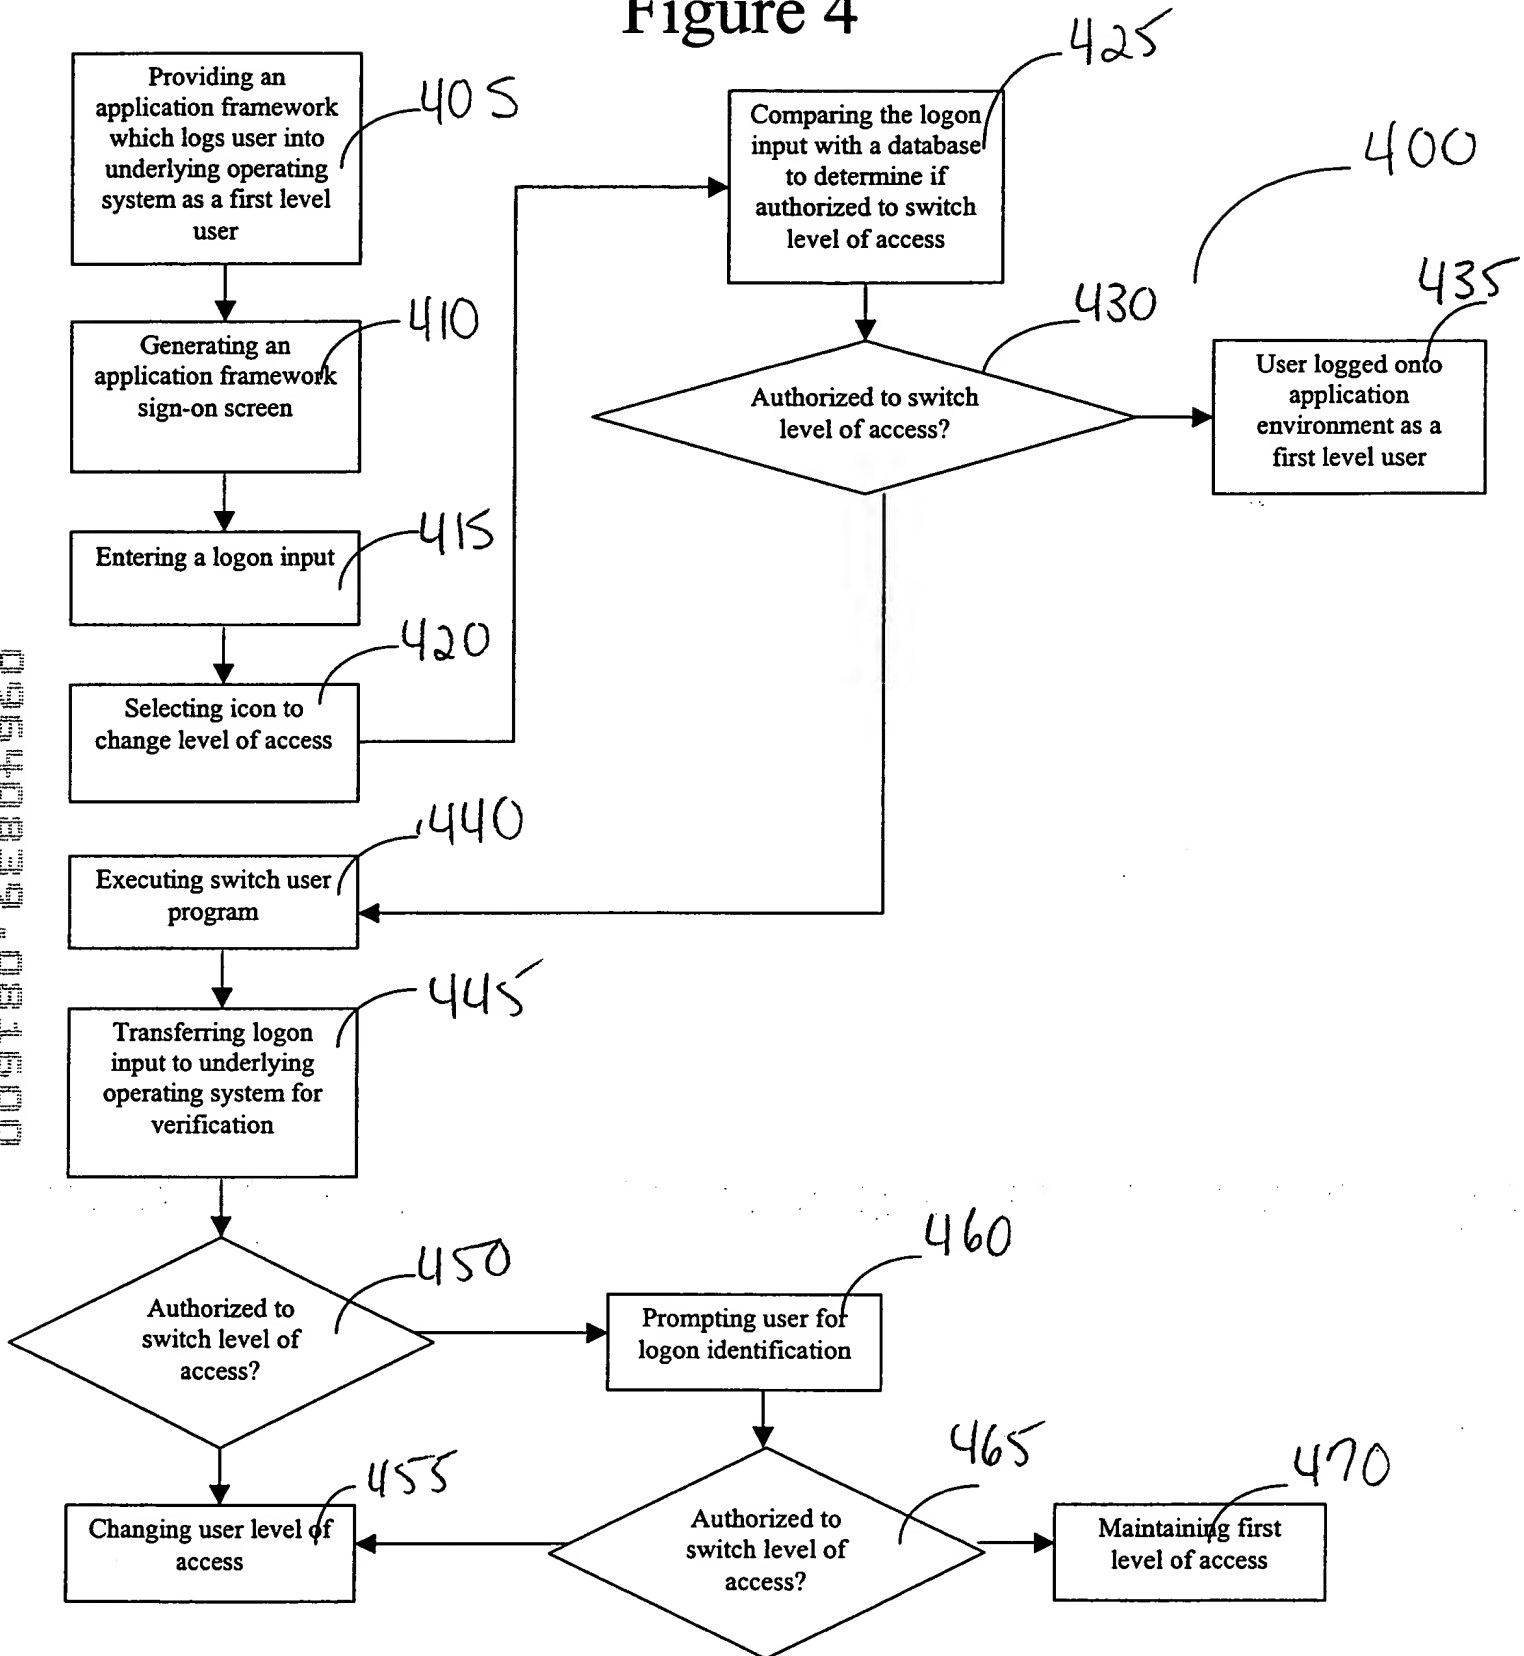 Figure 4
Providing an
application framework
which logs user into
underlying operating
system as a first level
user
405
Generating an
application framework
sign-on screen
410
Entering a logon input
415
Selecting icon to
change level of access
420
Comparing the logon
input with a database
to determine if
authorized to switch
level of access
425
400
Authorized to switch
level of access?
430
User logged onto
application
environment as a
first level user
435
Executing switch user
program
440
Transferring logon
input to underlying
operating system for
verification
445
Authorized to
switch level of
access?
450
Changing user level of
access
455
Prompting user for
logon identification
460
Authorized to
switch level of
access?
465
Maintaining first
level of access
470
09640839.081600